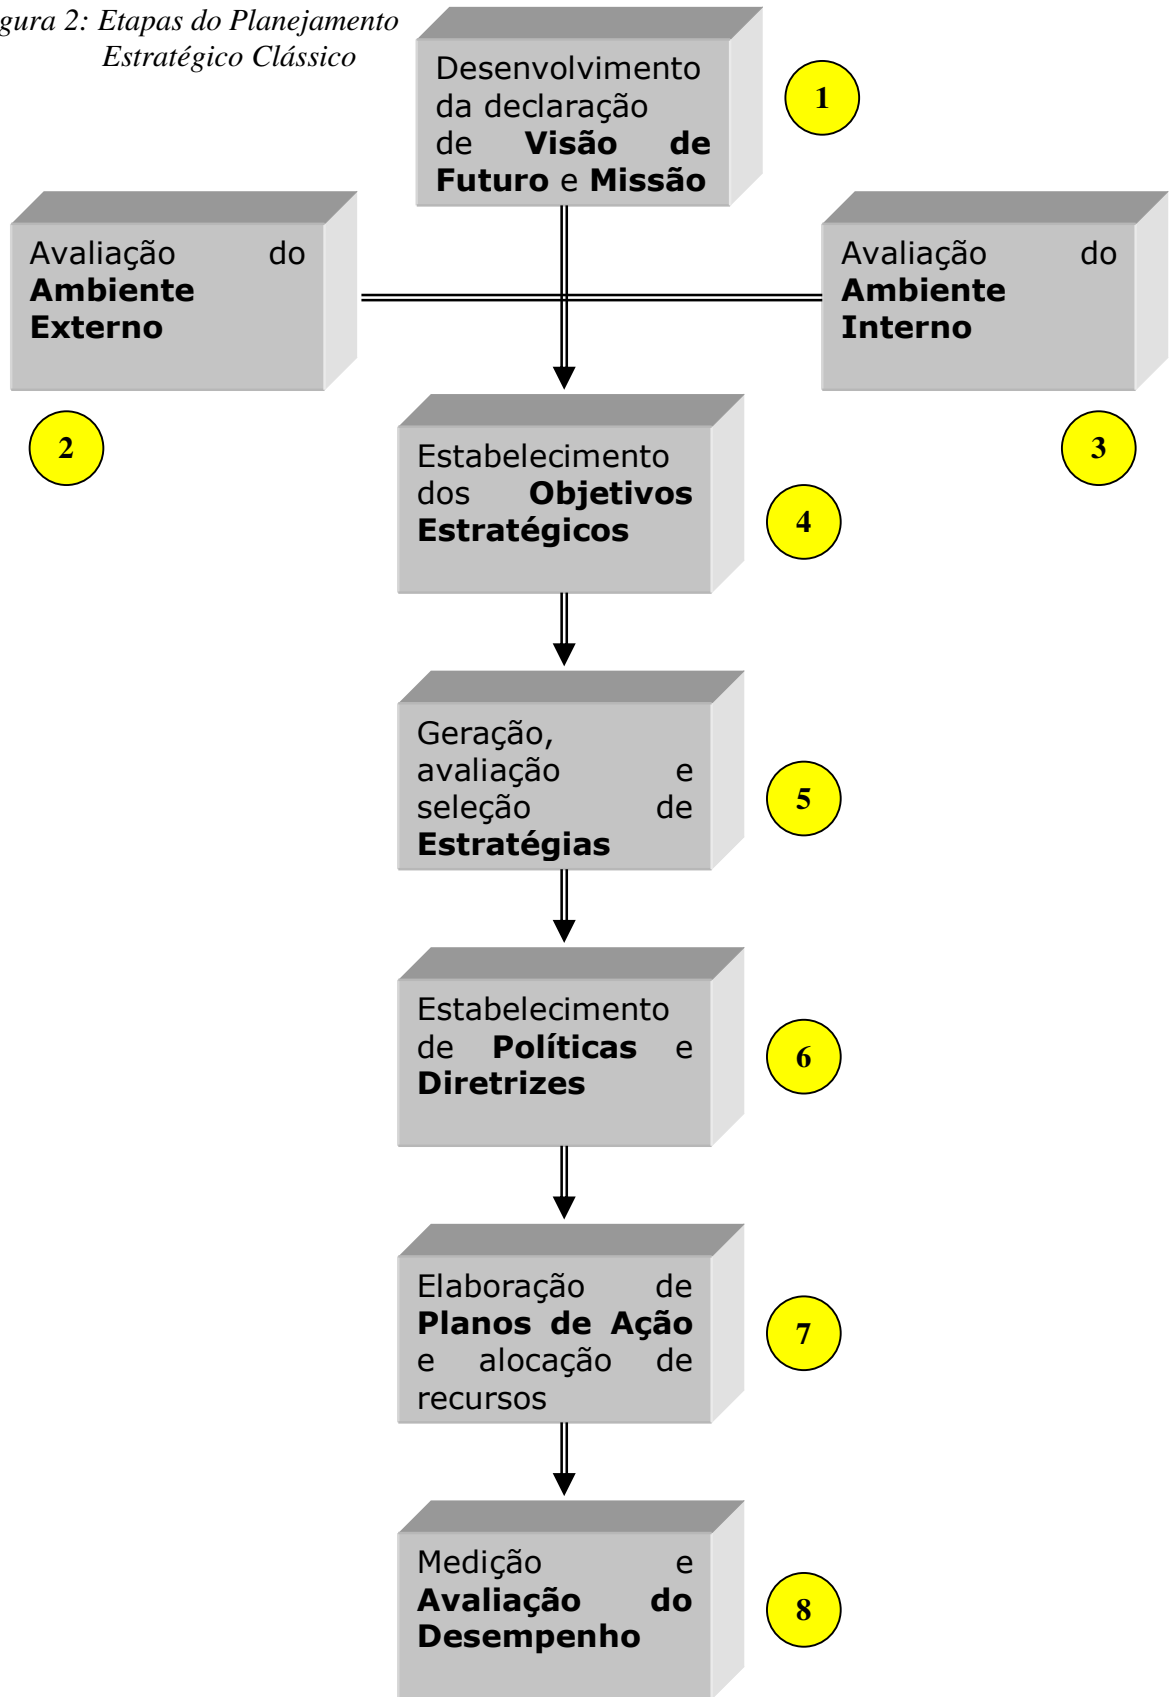 gura 2: Etapas do Planejamento
Estratégico Clássico
Desenvolvimento
da declaração
de Visão de
Futuro e Missão
1
Avaliação do
Ambiente
Externo
2
Avaliação do
Ambiente
Interno
3
Estabelecimento
dos Objetivos
Estratégicos
4
Geração,
avaliação e
seleção de
Estratégias
5
Estabelecimento
de Políticas e
Diretrizes
6
Elaboração de
Planos de Ação
e alocação de
recursos
7
Medição e
Avaliação do
Desempenho
8